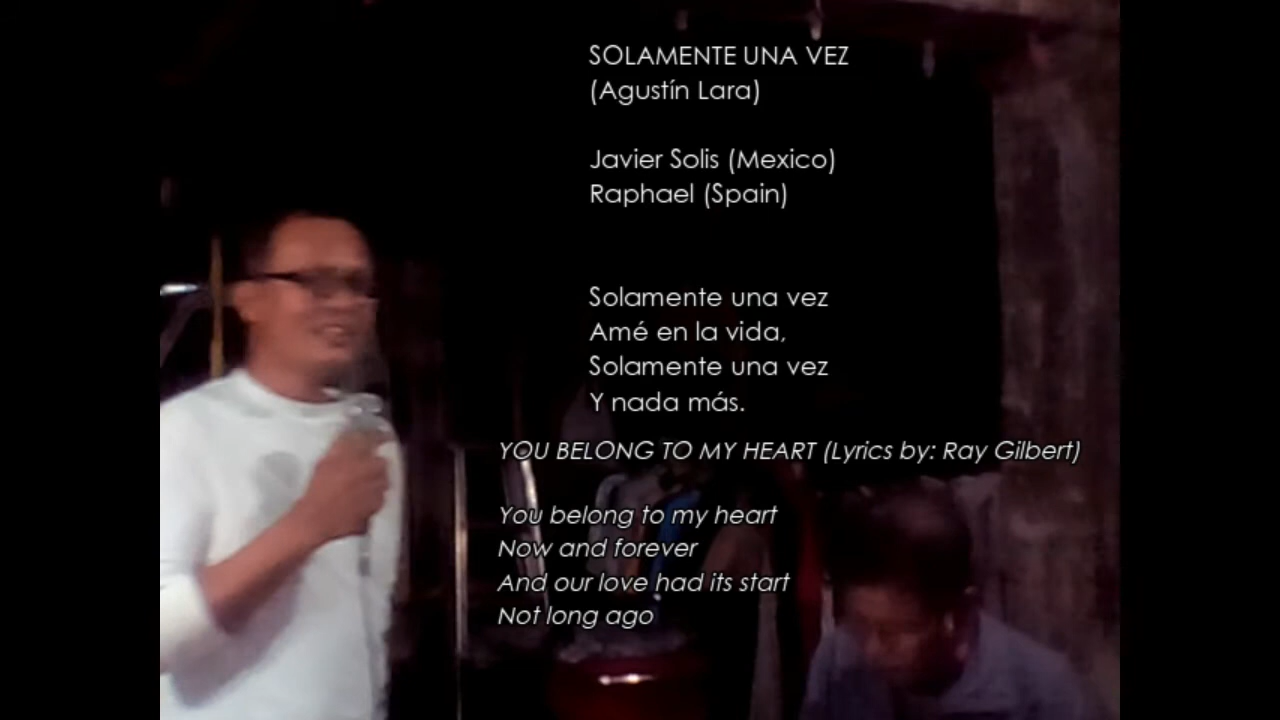 SOLAMENTE UNA VEZ
(Agustín Lara)
Javier Solis (Mexico)
Raphael (Spain)
Solamente una vez
Amé en la vida,
Solamente una vez
Y nada más.
YOU BELONG TO MY HEART (Lyrics by: Ray Gilbert)
You belong to my heart
Now and forever
And our love had its start
Not long ago